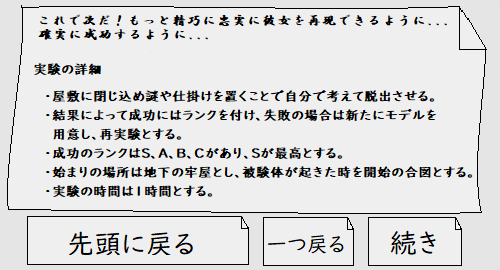 これで次だ！もっと精巧に忠実に彼女を再現できるように...
確実に成功するように...
実験の詳細
・屋敷に閉じ込め謎や仕掛けを置くことで自分で考えて脱出させる。
・結果によって成功にはランクを付け、失敗の場合は新たにモデルを
用意し、再実験とする。
・成功のランクはS、A、B、Cがあり、Sが最高とする。
・始まりの場所は地下の牢屋とし、被験体が起きた時を開始の合図とする。
・実験の時間は1時間とする。
先頭に戻る
一つ戻る
続き